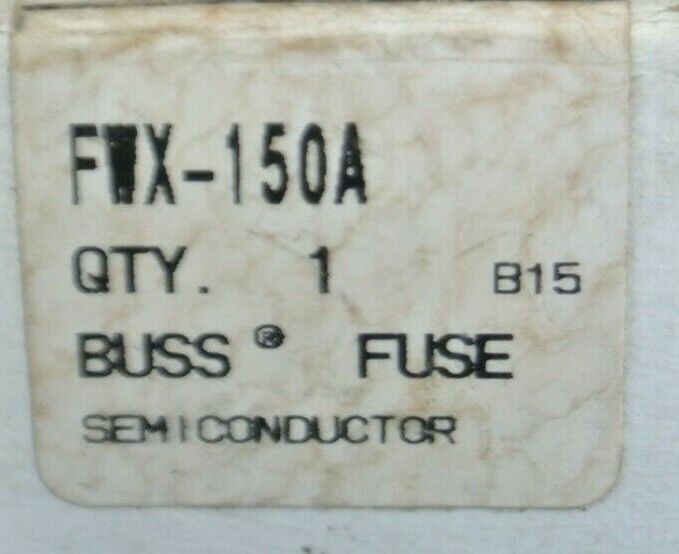 FWX-150A
QTY. 1 B15
BUSS® FUSE
SEMICONDUCTOR